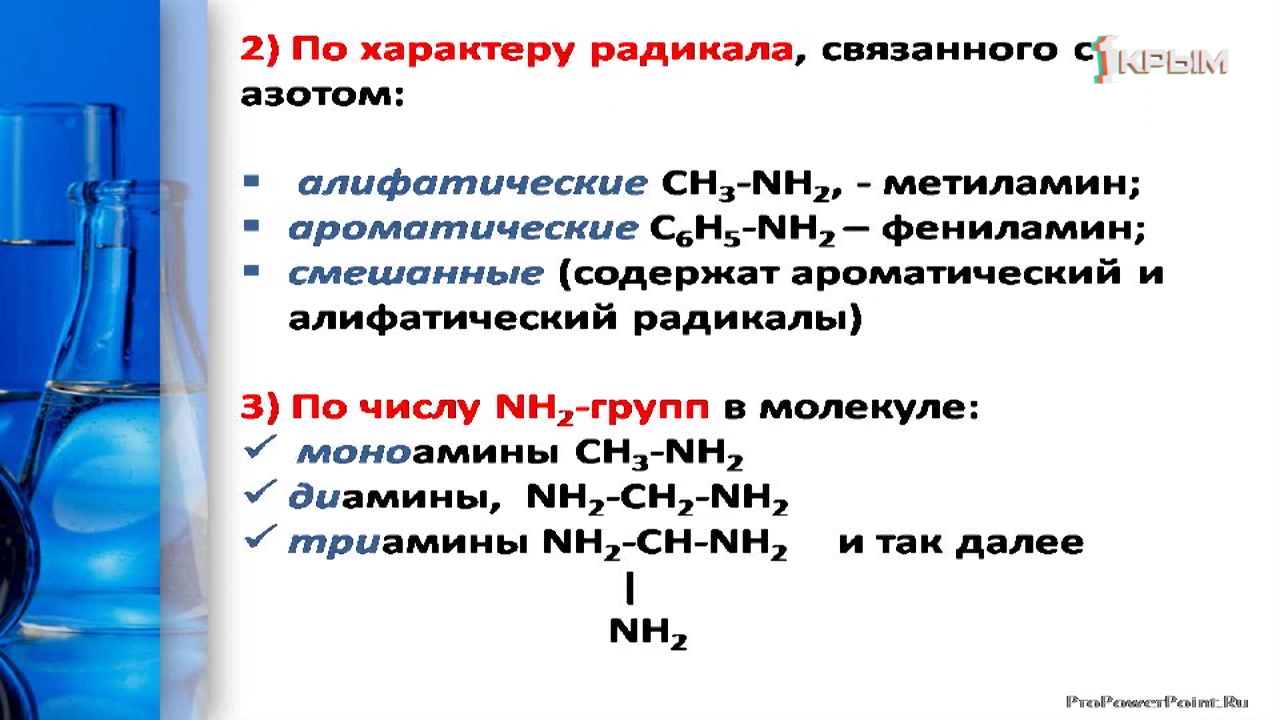 2) По характеру радикала, связанного с
азотом:
1 КРЫМ
▪ алифатические CH₃-NH₂, - метиламин;
▪ ароматические C₆H₅-NH₂ – фениламин;
▪ смешанные (содержат ароматический и
алифатический радикалы)
3) По числу NH₂-групп в молекуле:
✓ моноамины CH₃-NH₂
✓ диамины, NH₂-CH₂-NH₂
✓ триамины NH₂-CH-NH₂ и так далее
|
NH₂
ProPowerPoint.Ru